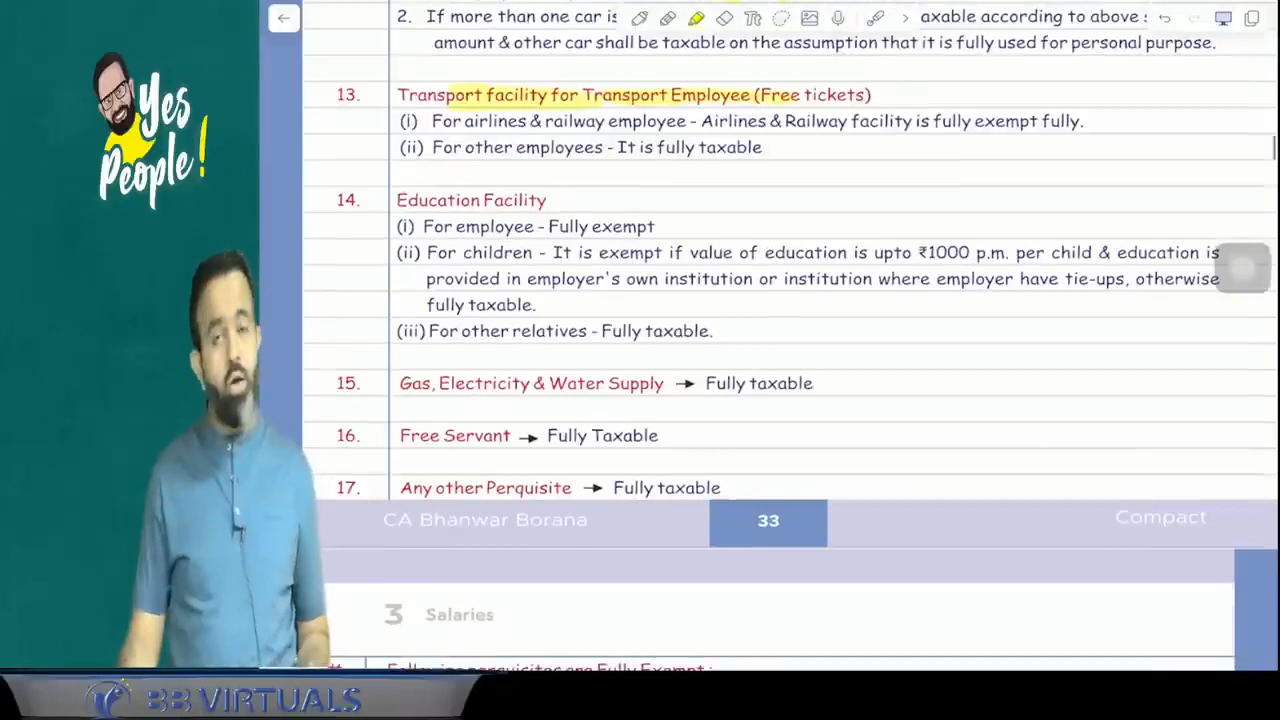 2. If more than one car is axable according to above
amount & other car shall be taxable on the assumption that it is fully used for personal purpose.
Yes
People!
13. Transport facility for Transport Employee (Free tickets)
(i) For airlines & railway employee - Airlines & Railway facility is fully exempt fully.
(ii) For other employees - It is fully taxable
14. Education Facility
(i) For employee - Fully exempt
(ii) For children - It is exempt if value of education is upto ₹1000 p.m. per child & education is
provided in employer's own institution or institution where employer have tie-ups, otherwise
fully taxable.
(iii) For other relatives - Fully taxable.
15. Gas, Electricity & Water Supply → Fully taxable
16. Free Servant → Fully Taxable
17. Any other Perquisite → Fully taxable
CA Bhanwar Borana 33 Compact
3 Salaries
# Following perquisites are Fully Exempt :
BB VIRTUALS